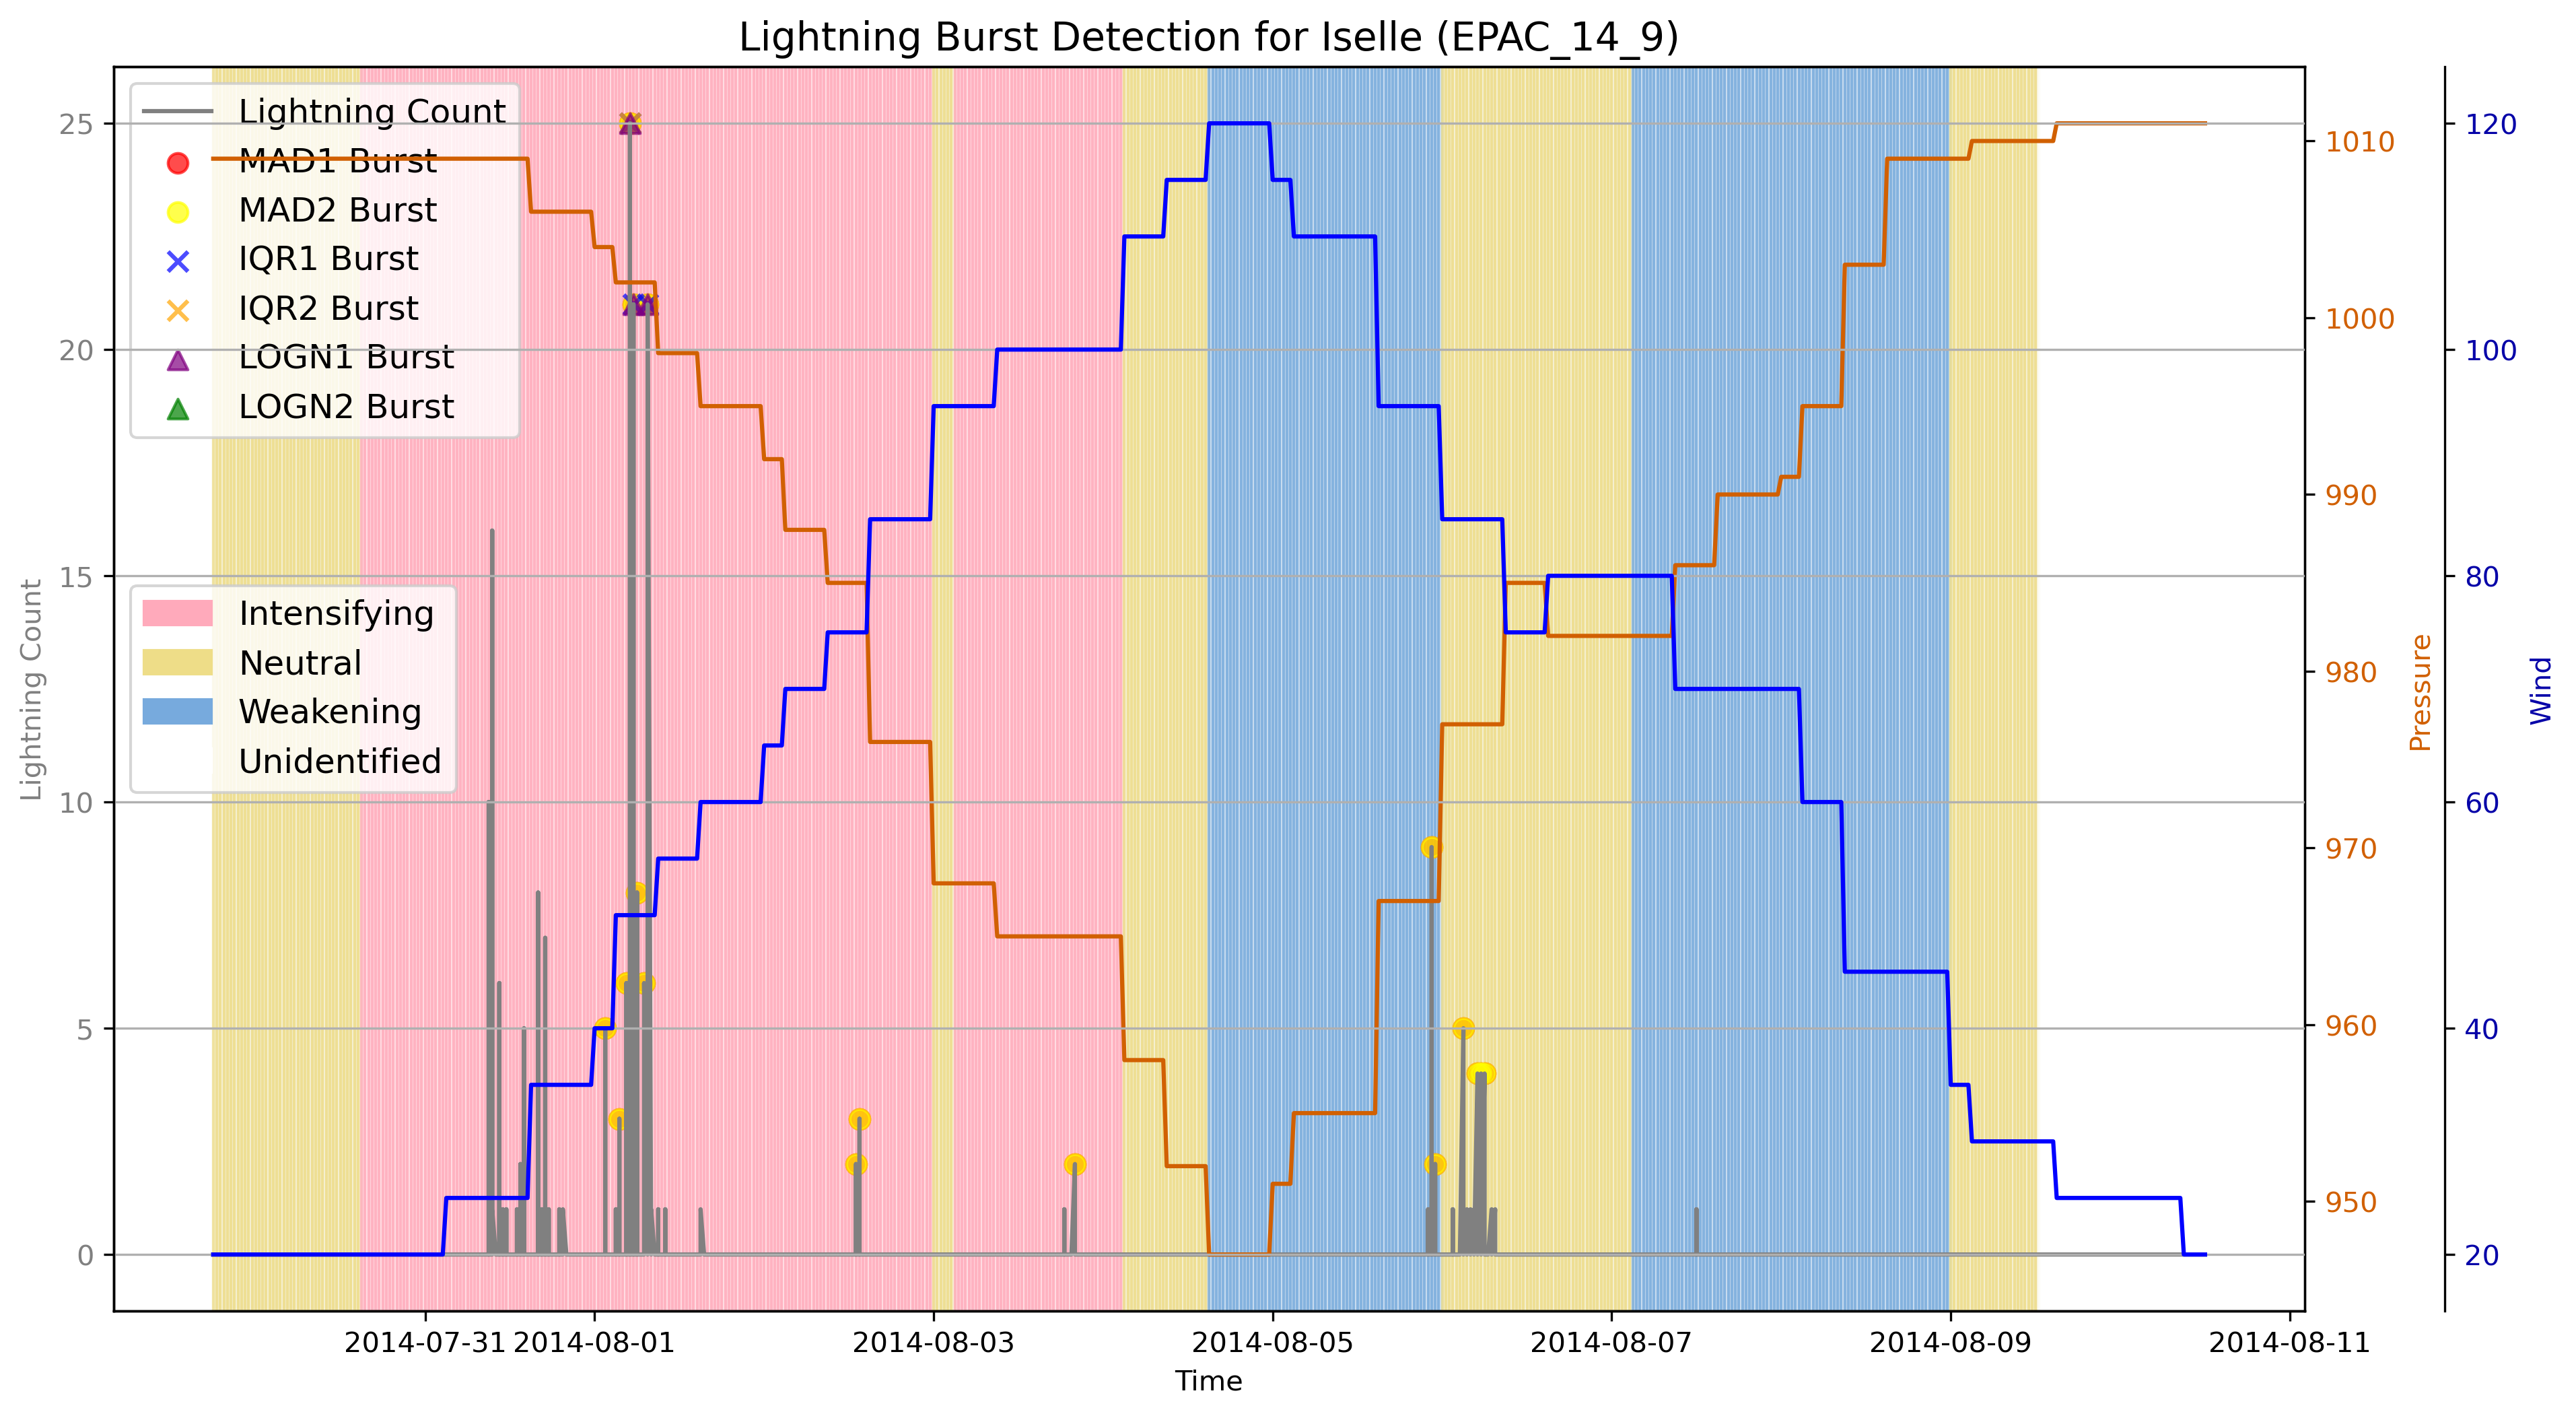 Lightning Burst Detection for Iselle (EPAC_14_9)
Lightning Count
MAD1 Burst
MAD2 Burst
IQR1 Burst
IQR2 Burst
LOGN1 Burst
LOGN2 Burst
Intensifying
Neutral
Weakening
Unidentified
25
20
15
10
5
0
Lightning Count
1010
1000
990
980
970
960
950
Pressure
120
100
80
60
40
20
Wind
2014-07-31 2014-08-01 2014-08-03 2014-08-05 2014-08-07 2014-08-09 2014-08-11
Time